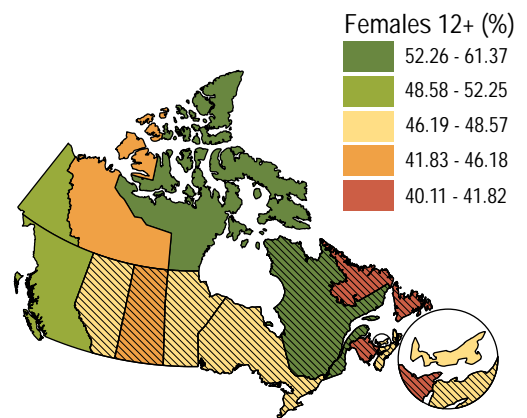 Females 12+ (%)
52.26 - 61.37
48.58 - 52.25
46.19 - 48.57
41.83 - 46.18
40.11 - 41.82